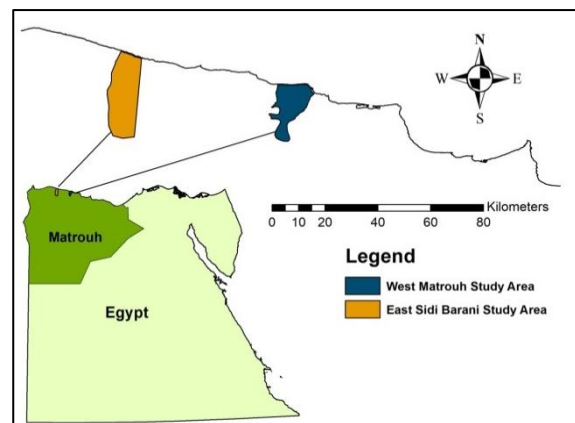 N
W E
S
Kilometers
0 10 20 40 60 80
Legend
West Matrouh Study Area
East Sidi Barani Study Area
Matrouh
Egypt